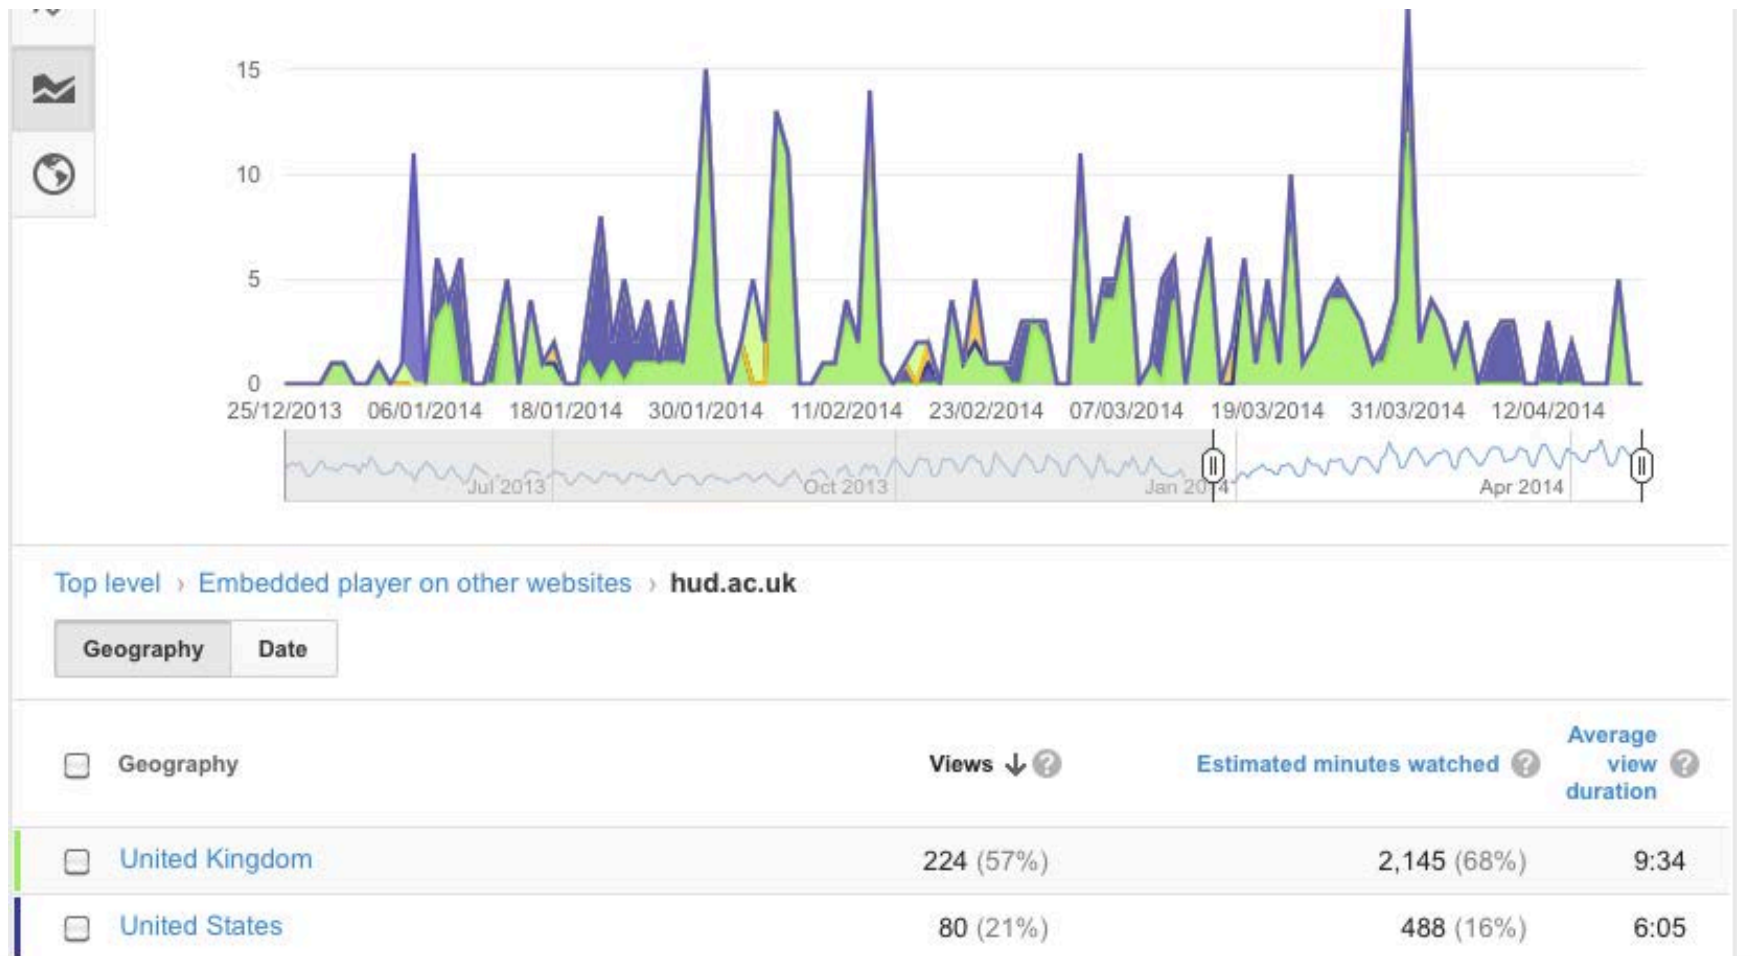 15
10
5
0
25/12/2013 06/01/2014 18/01/2014 30/01/2014 11/02/2014 23/02/2014 07/03/2014 19/03/2014 31/03/2014 12/04/2014
Jul 2013 Oct 2013 Jan 2014 Apr 2014
Top level › Embedded player on other websites › hud.ac.uk
Geography Date
Geography Views ↓ ? Estimated minutes watched ? Average view duration ?
United Kingdom 224 (57%) 2,145 (68%) 9:34
United States 80 (21%) 488 (16%) 6:05